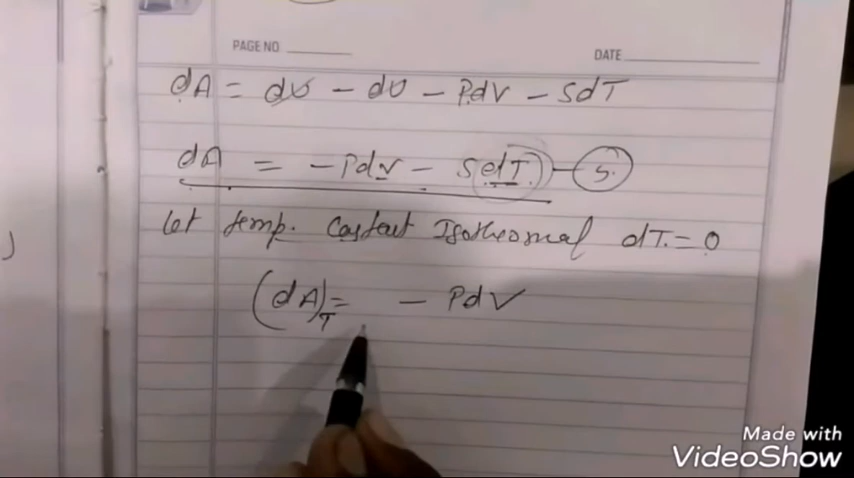 PAGE NO
DATE
dA = dU - dU - PdV - SdT
dA = -Pdv - SdT - 5.
let temp. Costant Isothermal dT = 0
(dA)T = - PdV
Made with
VideoShow